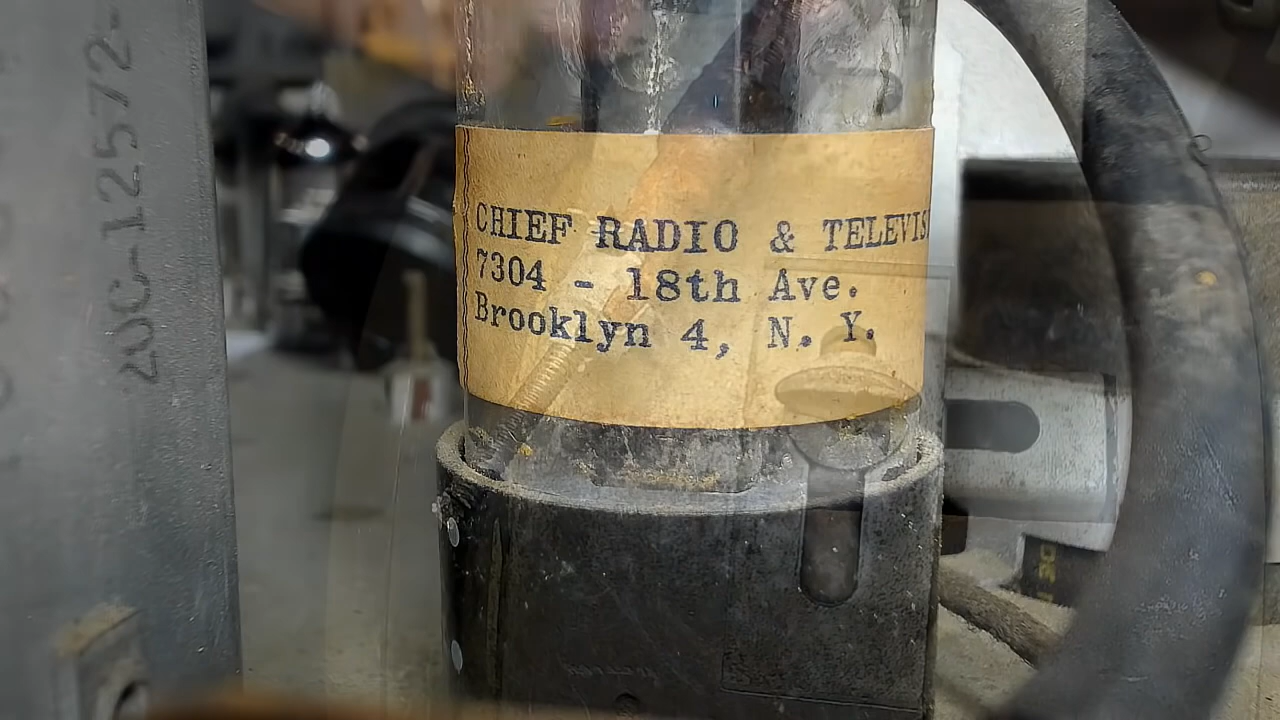 20C-12572-
CHIEF RADIO & TELEVIS
7304 - 18th Ave.
Brooklyn 4, N. Y.